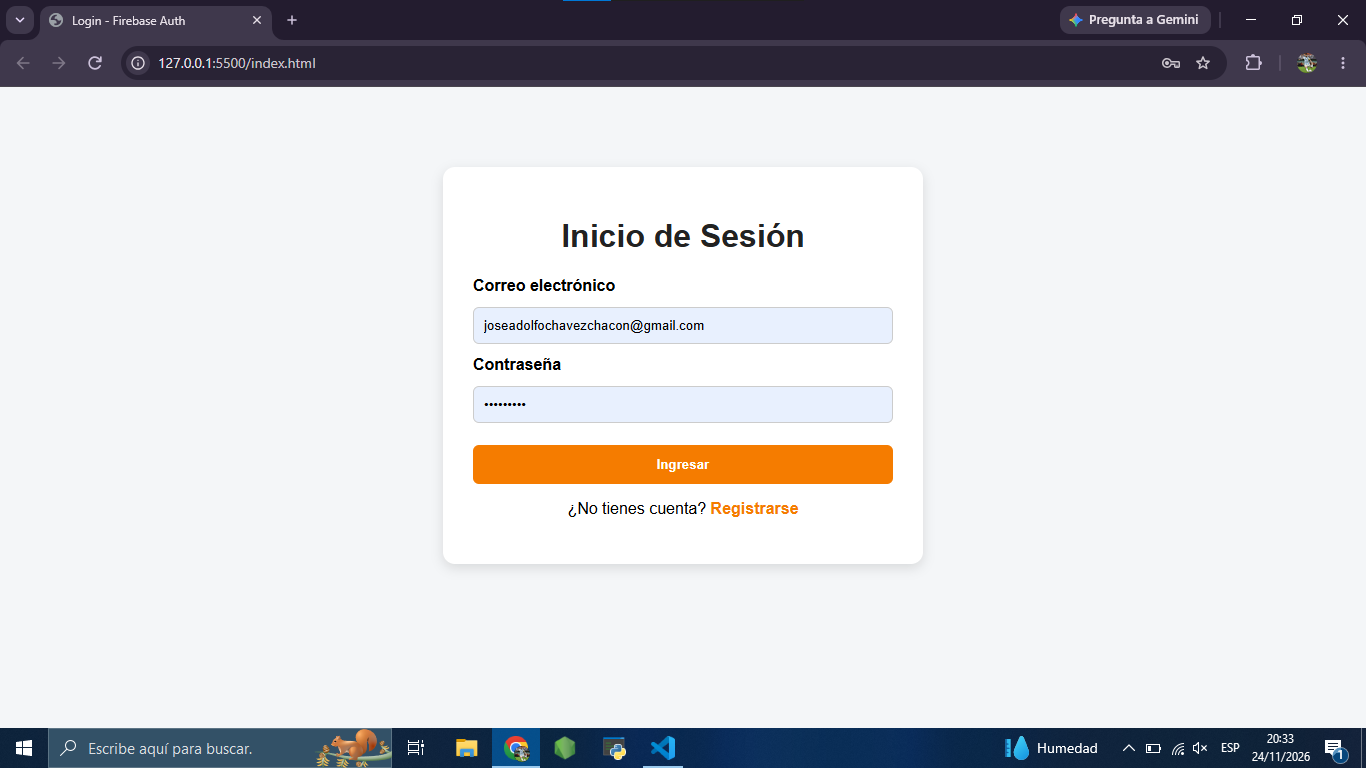 Login - Firebase Auth
Pregunta a Gemini
127.0.0.1:5500/index.html
Inicio de Sesión
Correo electrónico
joseadolfochavezchacon@gmail.com
Contraseña
•••••••••
Ingresar
¿No tienes cuenta? Registrarse
Escribe aquí para buscar.
Humedad
ESP
20:33
24/11/2026
1